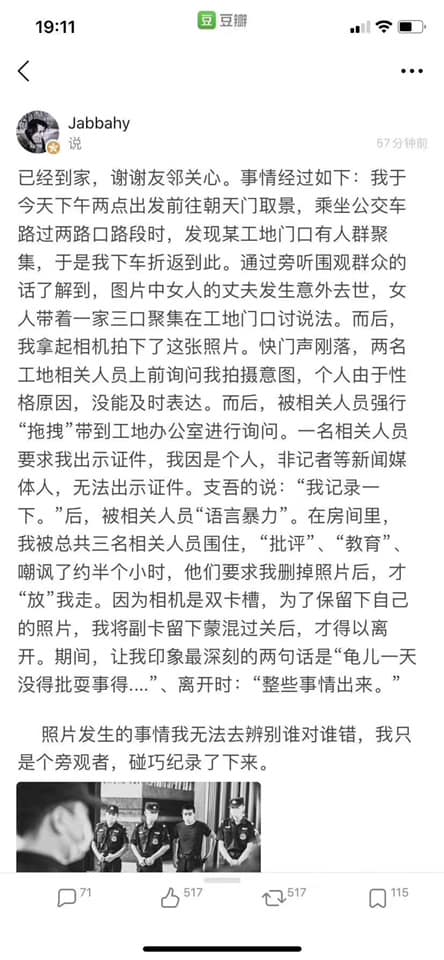 19:11
豆 豆瓣
Jabbahy
说
57分钟前
已经到家，谢谢友邻关心。事情经过如下：我于
今天下午两点出发前往朝天门取景，乘坐公交车
路过两路口路段时，发现某工地门口有人群聚
集，于是我下车折返到此。通过旁听围观群众的
话了解到，图片中女人的丈夫发生意外去世，女
人带着一家三口聚集在工地门口讨说法。而后，
我拿起相机拍下了这张照片。快门声刚落，两名
工地相关人员上前询问我拍摄意图，个人由于性
格原因，没能及时表达。而后，被相关人员强行
“拖拽”带到工地办公室进行询问。一名相关人员
要求我出示证件，我因是个人，非记者等新闻媒
体人，无法出示证件。支吾的说：“我记录一
下。”后，被相关人员“语言暴力”。在房间里，
我被总共三名相关人员围住，“批评”、“教育”、
嘲讽了约半个小时，他们要求我删掉照片后，才
“放”我走。因为相机是双卡槽，为了保留下自己
的照片，我将副卡留下蒙混过关后，才得以离
开。期间，让我印象最深刻的两句话是“龟儿一天
没得批耍事得....”、离开时：“整些事情出来。”
照片发生的事情我无法去辨别谁对谁错，我只
是个旁观者，碰巧纪录了下来。
71 517 517 115